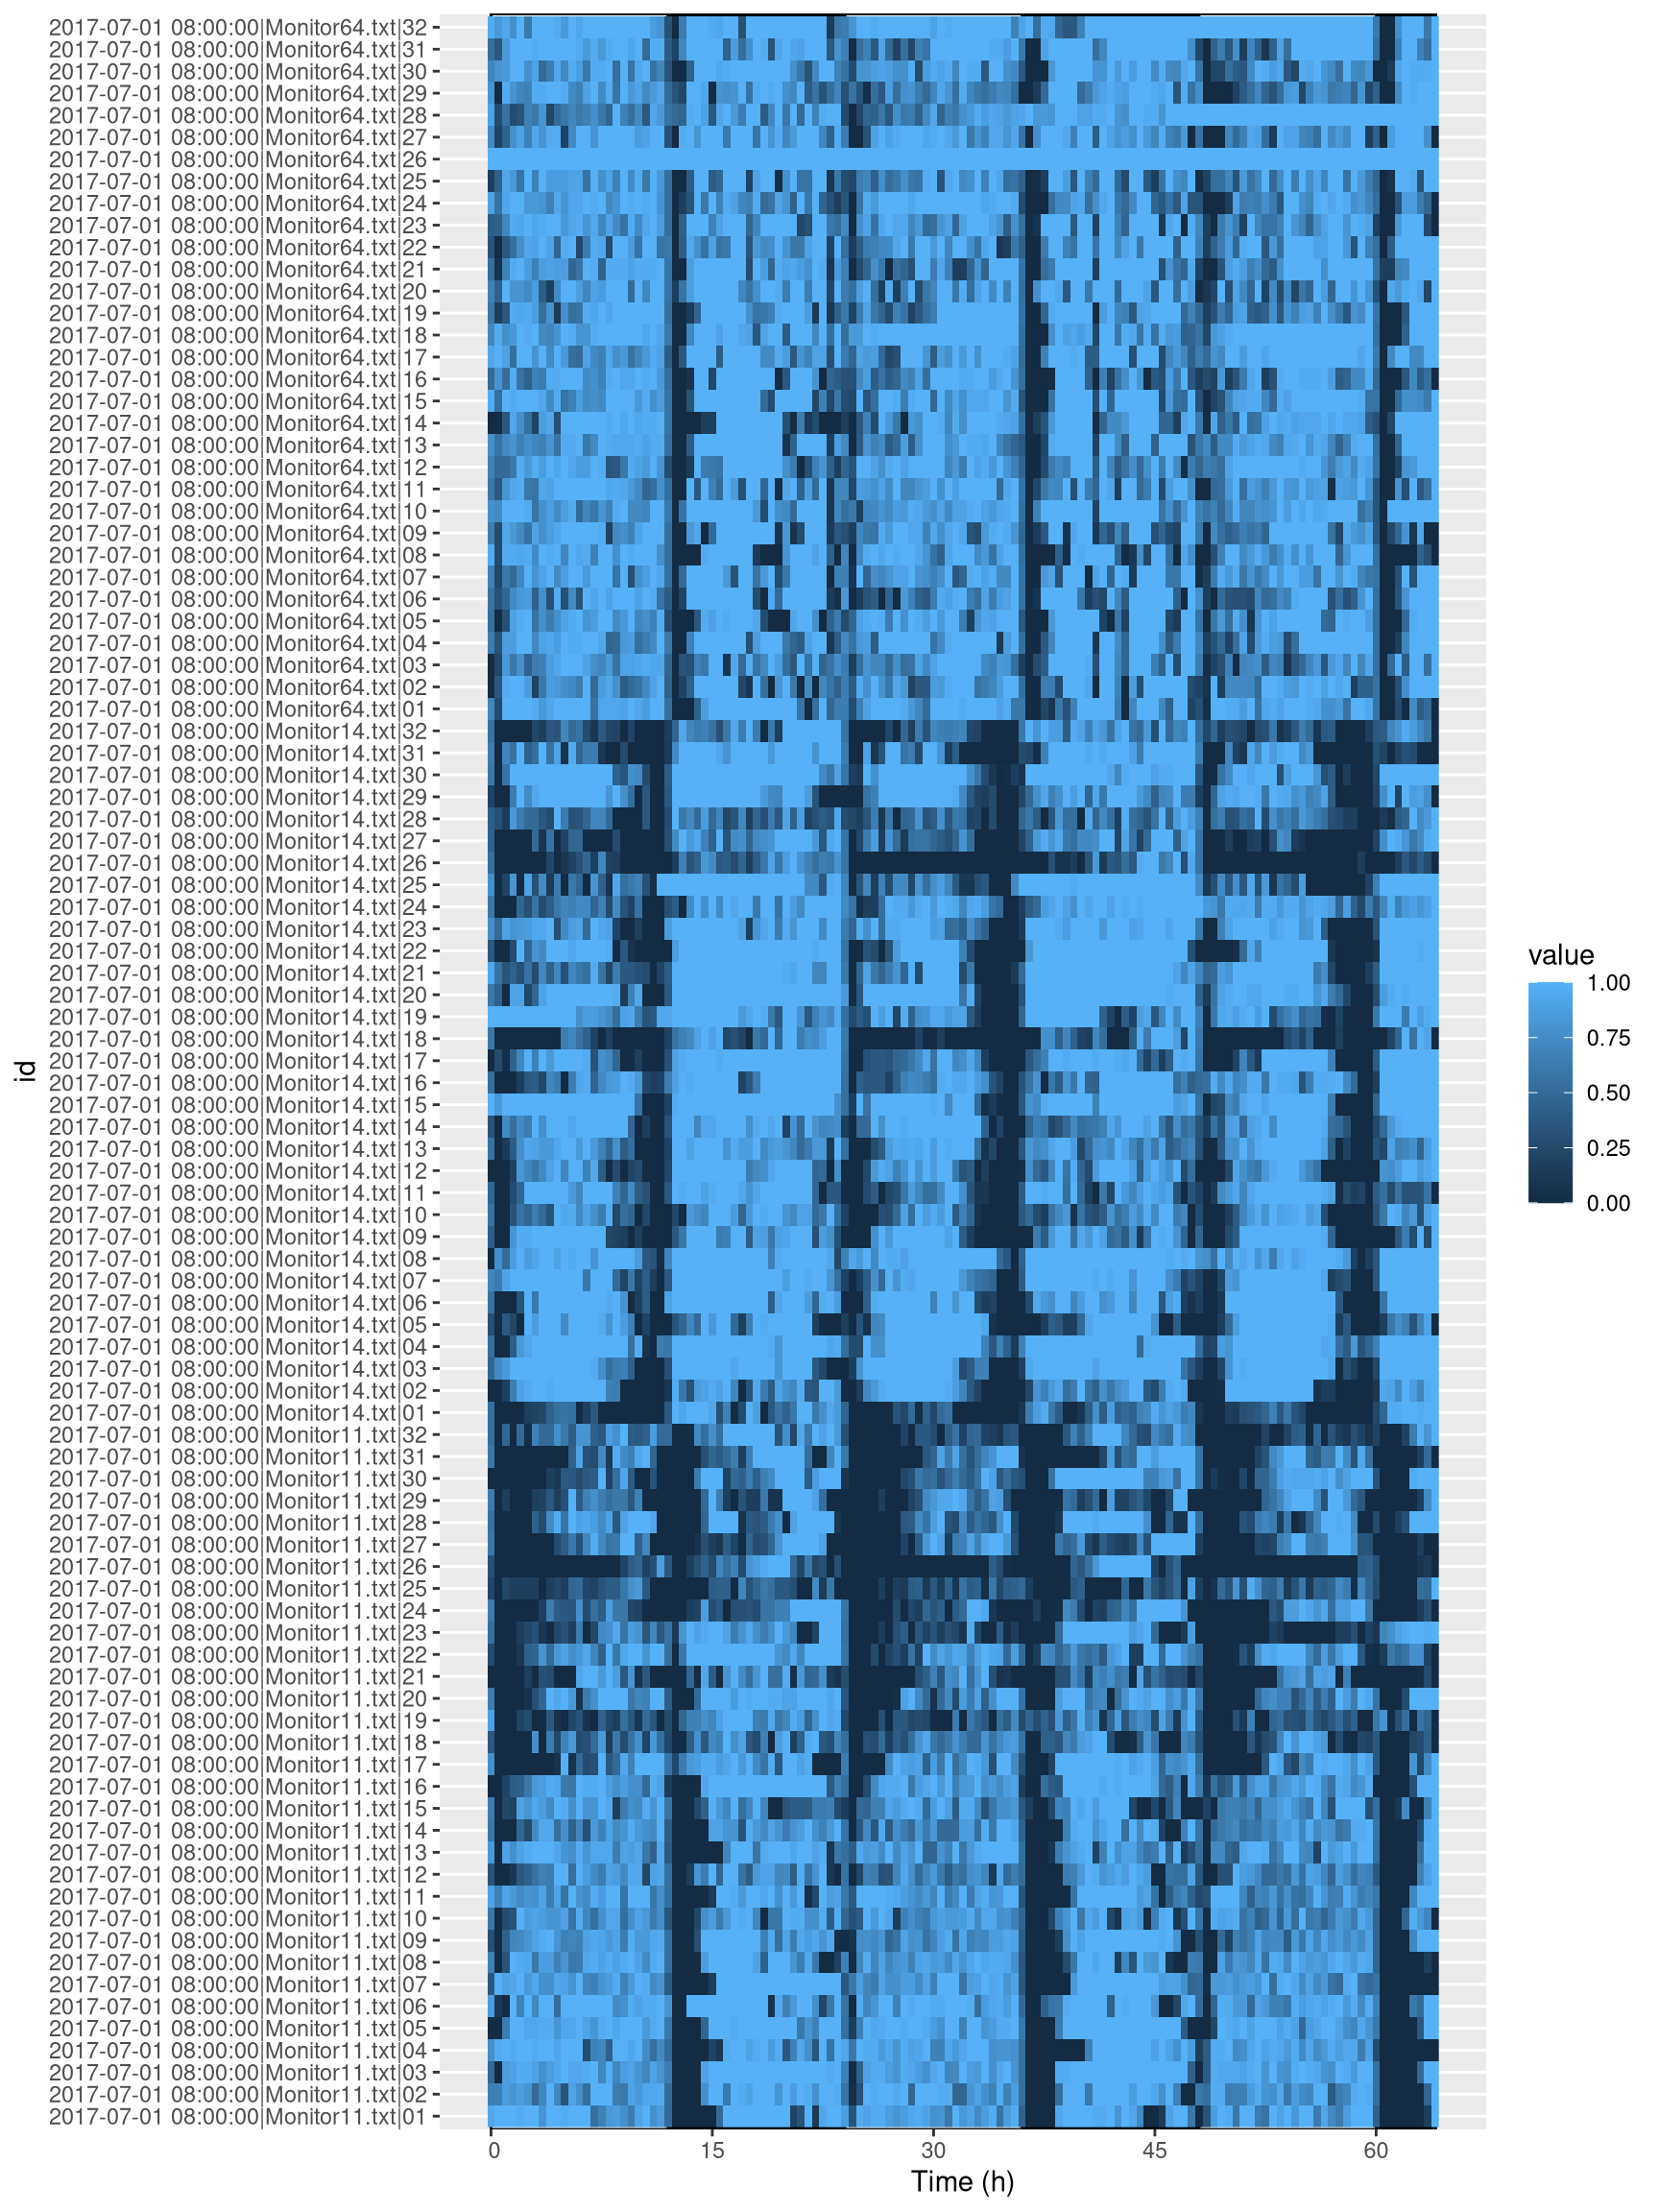 2017-07-01 08:00:00|Monitor64.txt|32
2017-07-01 08:00:00|Monitor64.txt|31
2017-07-01 08:00:00|Monitor64.txt|30
2017-07-01 08:00:00|Monitor64.txt|29
2017-07-01 08:00:00|Monitor64.txt|28
2017-07-01 08:00:00|Monitor64.txt|27
2017-07-01 08:00:00|Monitor64.txt|26
2017-07-01 08:00:00|Monitor64.txt|25
2017-07-01 08:00:00|Monitor64.txt|24
2017-07-01 08:00:00|Monitor64.txt|23
2017-07-01 08:00:00|Monitor64.txt|22
2017-07-01 08:00:00|Monitor64.txt|21
2017-07-01 08:00:00|Monitor64.txt|20
2017-07-01 08:00:00|Monitor64.txt|19
2017-07-01 08:00:00|Monitor64.txt|18
2017-07-01 08:00:00|Monitor64.txt|17
2017-07-01 08:00:00|Monitor64.txt|16
2017-07-01 08:00:00|Monitor64.txt|15
2017-07-01 08:00:00|Monitor64.txt|14
2017-07-01 08:00:00|Monitor64.txt|13
2017-07-01 08:00:00|Monitor64.txt|12
2017-07-01 08:00:00|Monitor64.txt|11
2017-07-01 08:00:00|Monitor64.txt|10
2017-07-01 08:00:00|Monitor64.txt|09
2017-07-01 08:00:00|Monitor64.txt|08
2017-07-01 08:00:00|Monitor64.txt|07
2017-07-01 08:00:00|Monitor64.txt|06
2017-07-01 08:00:00|Monitor64.txt|05
2017-07-01 08:00:00|Monitor64.txt|04
2017-07-01 08:00:00|Monitor64.txt|03
2017-07-01 08:00:00|Monitor64.txt|02
2017-07-01 08:00:00|Monitor64.txt|01
2017-07-01 08:00:00|Monitor14.txt|32
2017-07-01 08:00:00|Monitor14.txt|31
2017-07-01 08:00:00|Monitor14.txt|30
2017-07-01 08:00:00|Monitor14.txt|29
2017-07-01 08:00:00|Monitor14.txt|28
2017-07-01 08:00:00|Monitor14.txt|27
2017-07-01 08:00:00|Monitor14.txt|26
2017-07-01 08:00:00|Monitor14.txt|25
2017-07-01 08:00:00|Monitor14.txt|24
2017-07-01 08:00:00|Monitor14.txt|23
2017-07-01 08:00:00|Monitor14.txt|22
2017-07-01 08:00:00|Monitor14.txt|21
2017-07-01 08:00:00|Monitor14.txt|20
2017-07-01 08:00:00|Monitor14.txt|19
2017-07-01 08:00:00|Monitor14.txt|18
2017-07-01 08:00:00|Monitor14.txt|17
2017-07-01 08:00:00|Monitor14.txt|16
2017-07-01 08:00:00|Monitor14.txt|15
2017-07-01 08:00:00|Monitor14.txt|14
2017-07-01 08:00:00|Monitor14.txt|13
2017-07-01 08:00:00|Monitor14.txt|12
2017-07-01 08:00:00|Monitor14.txt|11
2017-07-01 08:00:00|Monitor14.txt|10
2017-07-01 08:00:00|Monitor14.txt|09
2017-07-01 08:00:00|Monitor14.txt|08
2017-07-01 08:00:00|Monitor14.txt|07
2017-07-01 08:00:00|Monitor14.txt|06
2017-07-01 08:00:00|Monitor14.txt|05
2017-07-01 08:00:00|Monitor14.txt|04
2017-07-01 08:00:00|Monitor14.txt|03
2017-07-01 08:00:00|Monitor14.txt|02
2017-07-01 08:00:00|Monitor14.txt|01
2017-07-01 08:00:00|Monitor11.txt|32
2017-07-01 08:00:00|Monitor11.txt|31
2017-07-01 08:00:00|Monitor11.txt|30
2017-07-01 08:00:00|Monitor11.txt|29
2017-07-01 08:00:00|Monitor11.txt|28
2017-07-01 08:00:00|Monitor11.txt|27
2017-07-01 08:00:00|Monitor11.txt|26
2017-07-01 08:00:00|Monitor11.txt|25
2017-07-01 08:00:00|Monitor11.txt|24
2017-07-01 08:00:00|Monitor11.txt|23
2017-07-01 08:00:00|Monitor11.txt|22
2017-07-01 08:00:00|Monitor11.txt|21
2017-07-01 08:00:00|Monitor11.txt|20
2017-07-01 08:00:00|Monitor11.txt|19
2017-07-01 08:00:00|Monitor11.txt|18
2017-07-01 08:00:00|Monitor11.txt|17
2017-07-01 08:00:00|Monitor11.txt|16
2017-07-01 08:00:00|Monitor11.txt|15
2017-07-01 08:00:00|Monitor11.txt|14
2017-07-01 08:00:00|Monitor11.txt|13
2017-07-01 08:00:00|Monitor11.txt|12
2017-07-01 08:00:00|Monitor11.txt|11
2017-07-01 08:00:00|Monitor11.txt|10
2017-07-01 08:00:00|Monitor11.txt|09
2017-07-01 08:00:00|Monitor11.txt|08
2017-07-01 08:00:00|Monitor11.txt|07
2017-07-01 08:00:00|Monitor11.txt|06
2017-07-01 08:00:00|Monitor11.txt|05
2017-07-01 08:00:00|Monitor11.txt|04
2017-07-01 08:00:00|Monitor11.txt|03
2017-07-01 08:00:00|Monitor11.txt|02
2017-07-01 08:00:00|Monitor11.txt|01
id
0 15 30 45 60
Time (h)
value
1.00
0.75
0.50
0.25
0.00